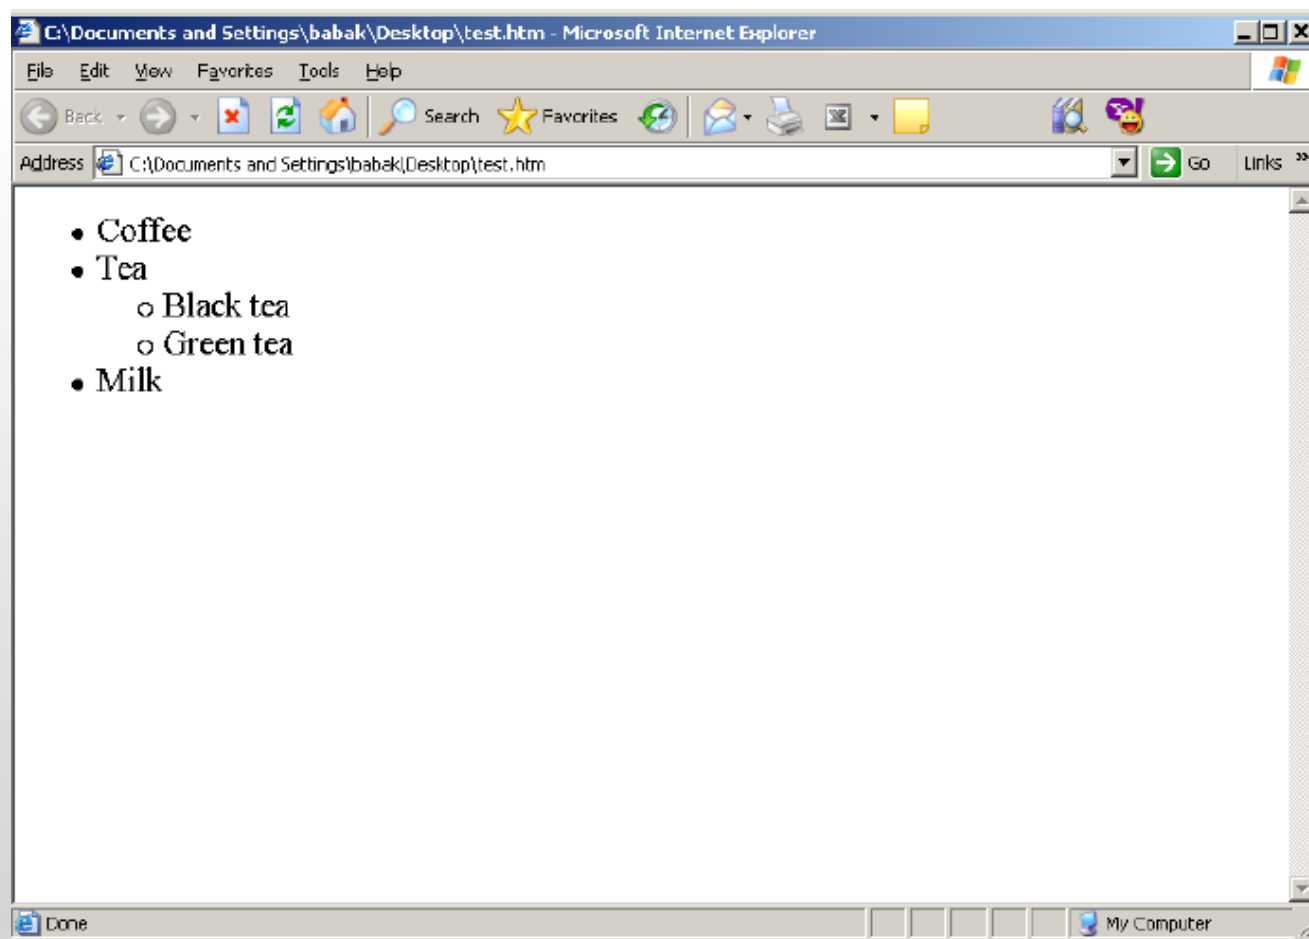 C:\Documents and Settings\babak\Desktop\test.htm - Microsoft Internet Explorer
File Edit View Favorites Tools Help
Back Search Favorites
Address C:\Documents and Settings\babak\Desktop\test.htm Go Links »
• Coffee
• Tea
o Black tea
o Green tea
• Milk
Done My Computer